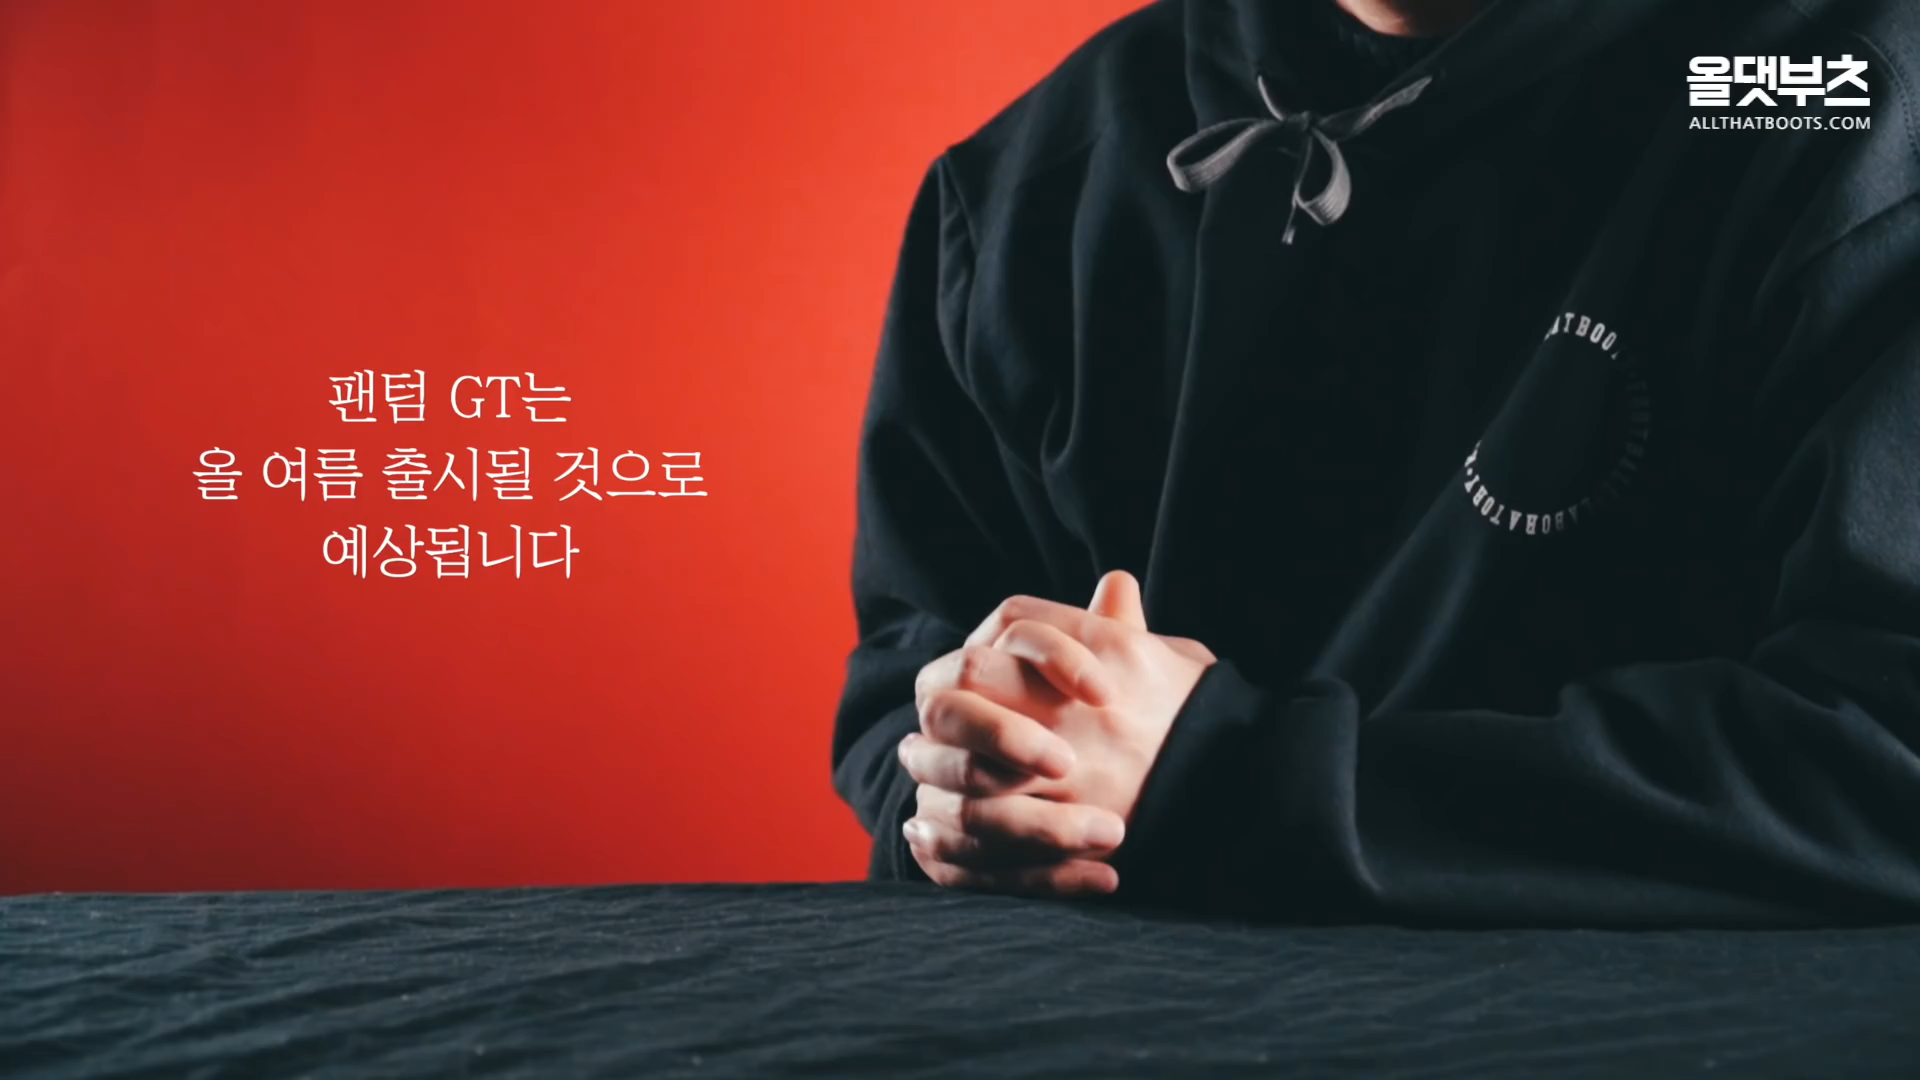 올댓부츠
ALLTHATBOOTS.COM
팬텀 GT는
올 여름 출시될 것으로
예상됩니다
LABORATORY